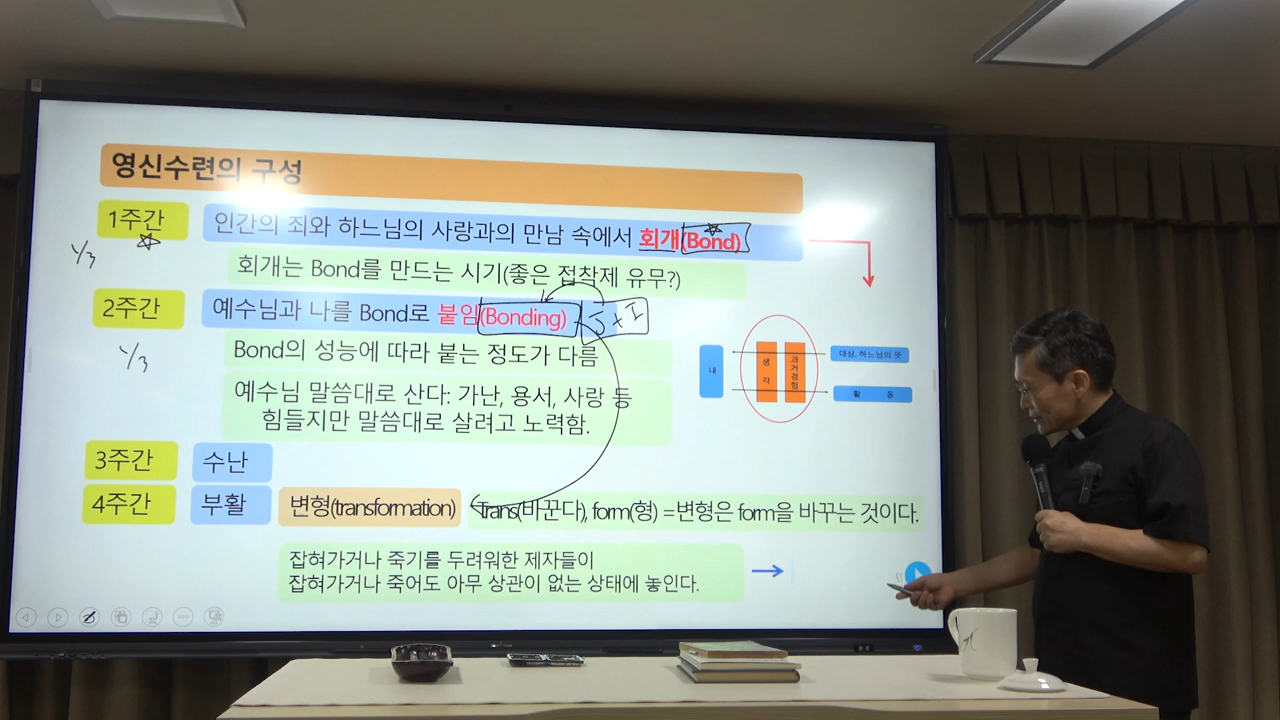 영신수련의 구성
1주간
인간의 죄와 하느님의 사랑과의 만남 속에서 회개(Bond)
1/3
회개는 Bond를 만드는 시기(좋은 접착제 유무?)
2주간
예수님과 나를 Bond로 붙임(Bonding)
J+I
1/3
Bond의 성능에 따라 붙는 정도가 다름
예수님 말씀대로 산다: 가난, 용서, 사랑 등
힘들지만 말씀대로 살려고 노력함.
내
생각
과거경험
대상, 하느님의 뜻
활 동
3주간
수난
4주간
부활
변형(transformation)
Trans(바꾼다), form(형) =변형은 form을 바꾸는 것이다.
잡혀가거나 죽기를 두려워한 제자들이
잡혀가거나 죽어도 아무 상관이 없는 상태에 놓인다.